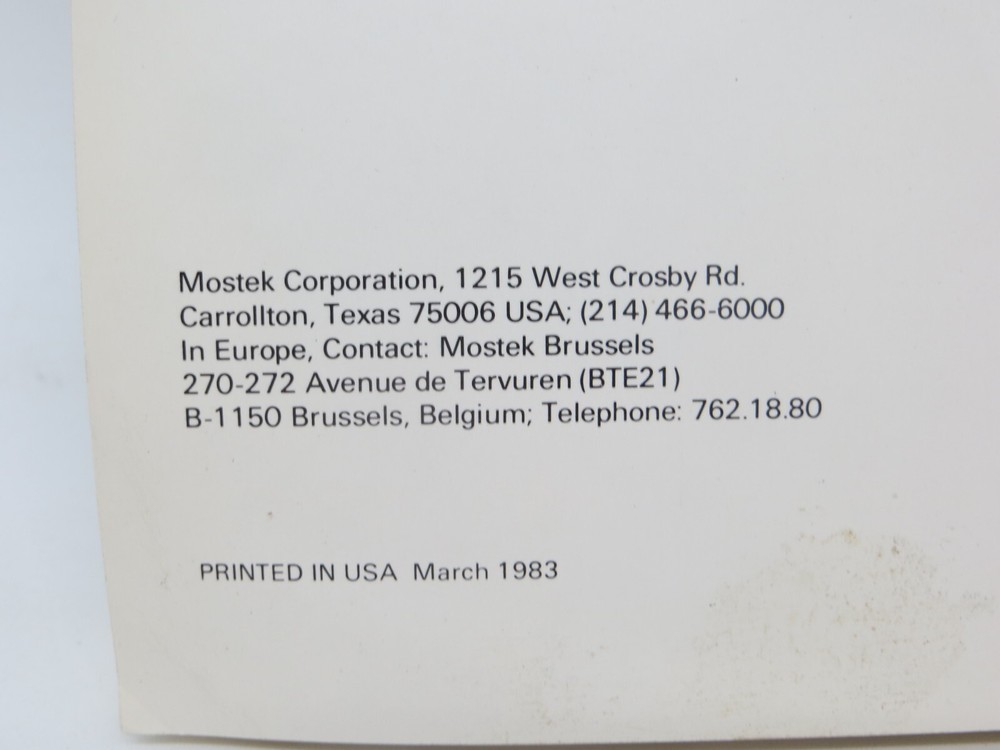 Mostek Corporation, 1215 West Crosby Rd.
Carrollton, Texas 75006 USA; (214) 466-6000
In Europe, Contact: Mostek Brussels
270-272 Avenue de Tervuren (BTE21)
B-1150 Brussels, Belgium; Telephone: 762.18.80
PRINTED IN USA March 1983